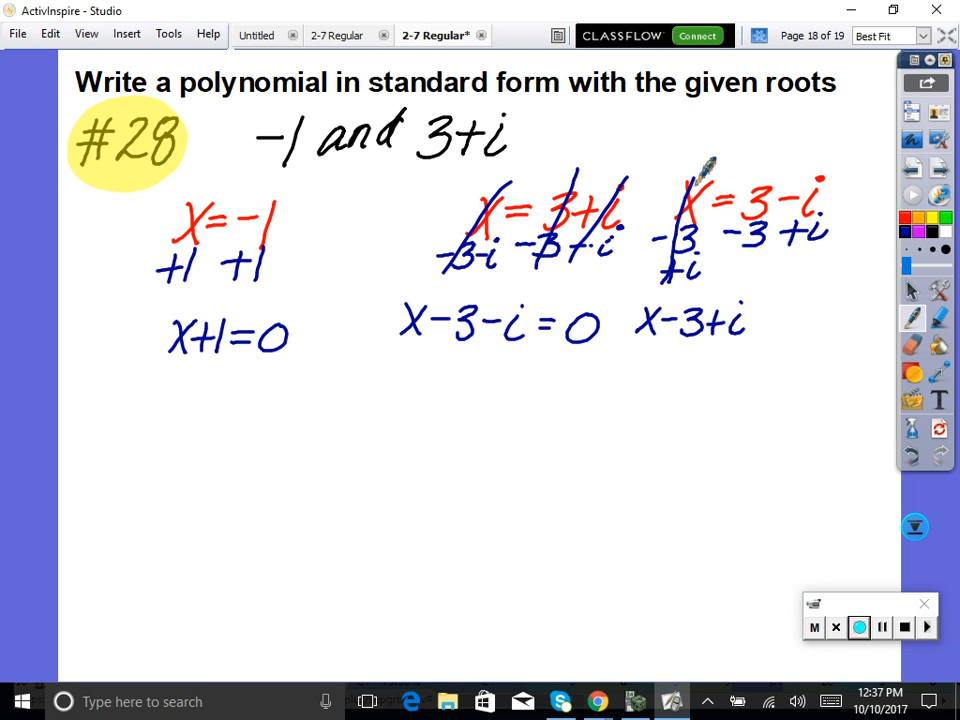 ActivInspire - Studio
File Edit View Insert Tools Help Untitled 2-7 Regular 2-7 Regular* CLASSFLOW Connect Page 18 of 19 Best Fit
Write a polynomial in standard form with the given roots
#28 -1 and 3+i
x=-1 x=3+i x=3-i
+1 +1 -3-i -3 -i -3 -3 +i
+i
x+1=0 x-3-i=0 x-3+i
M
Type here to search
12:37 PM
10/10/2017